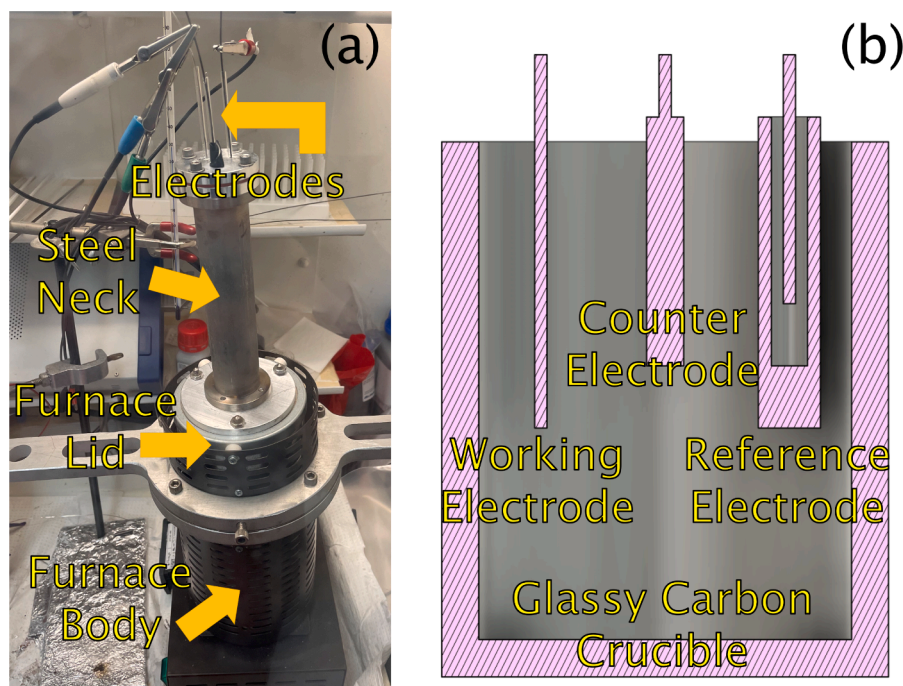 (a)
Electrodes
Steel
Neck
Furnace
Lid
Furnace
Body
(b)
Counter
Electrode
Working
Electrode
Reference
Electrode
Glassy Carbon
Crucible